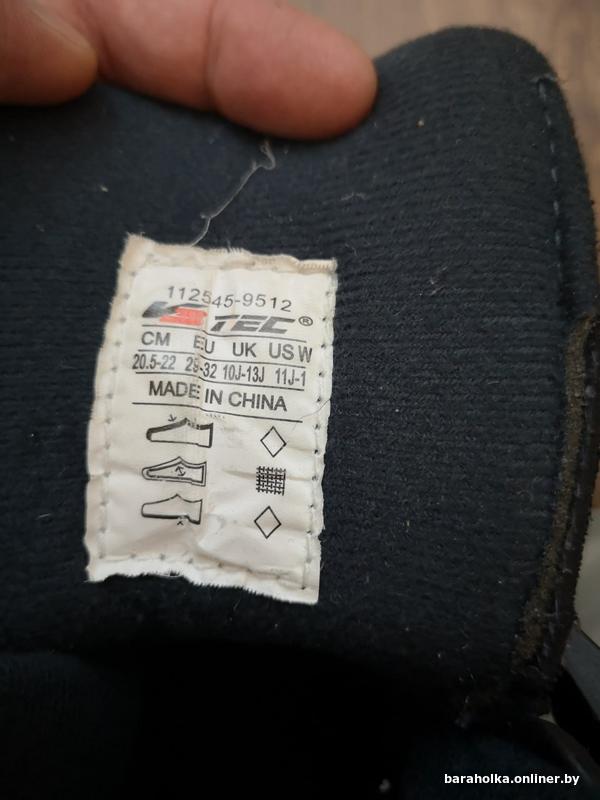 112545-9512
V-TEC®
CM EU UK US W
20.5-22 29-32 10J-13J 11J-1
MADE IN CHINA
baraholka.onliner.by